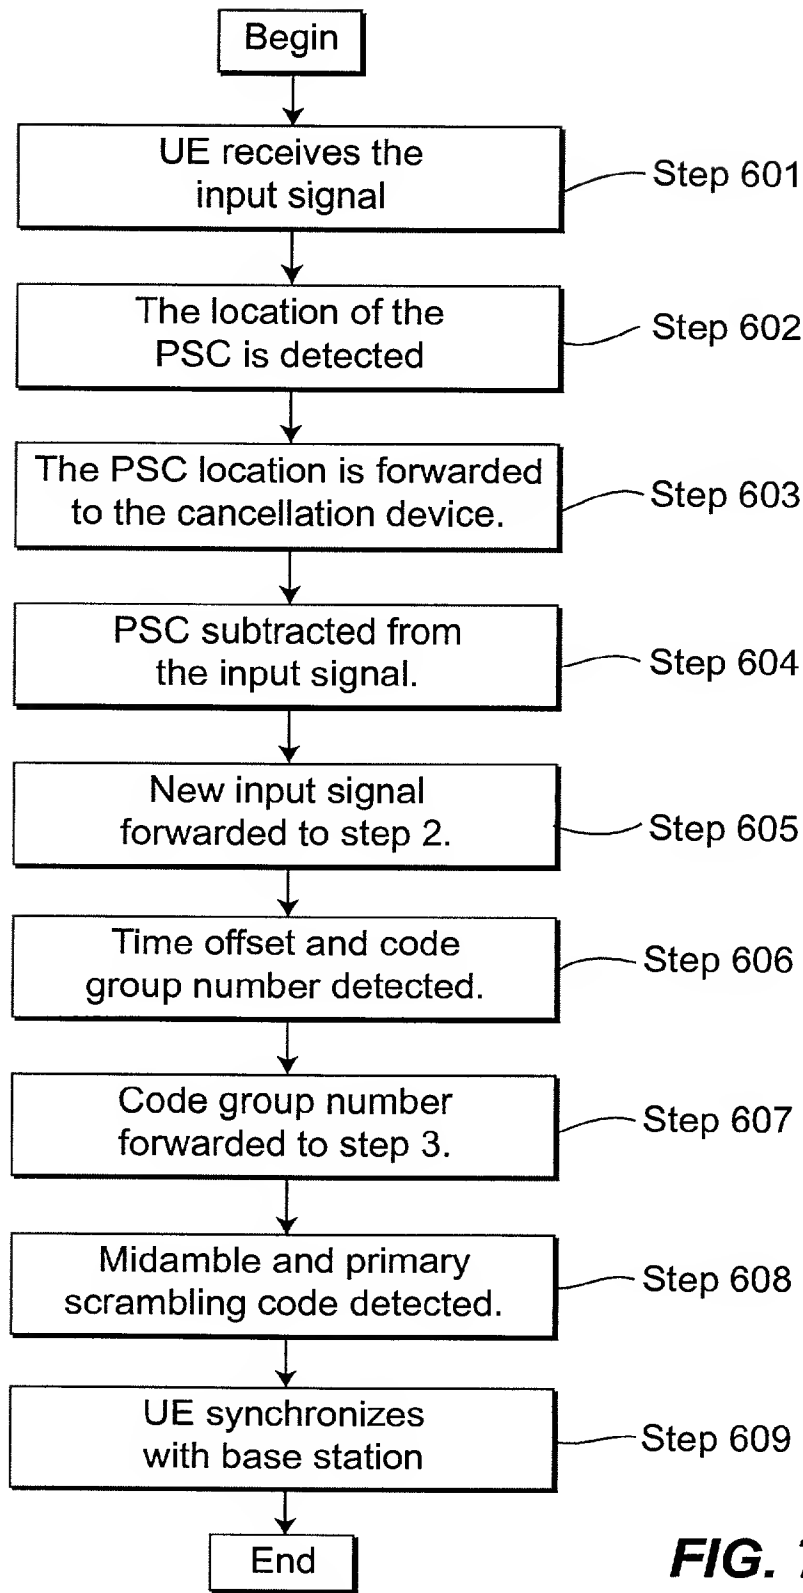 Begin
UE receives the
input signal
Step 601
The location of the
PSC is detected
Step 602
The PSC location is forwarded
to the cancellation device.
Step 603
PSC subtracted from
the input signal.
Step 604
New input signal
forwarded to step 2.
Step 605
Time offset and code
group number detected.
Step 606
Code group number
forwarded to step 3.
Step 607
Midamble and primary
scrambling code detected.
Step 608
UE synchronizes
with base station
Step 609
End
FIG.